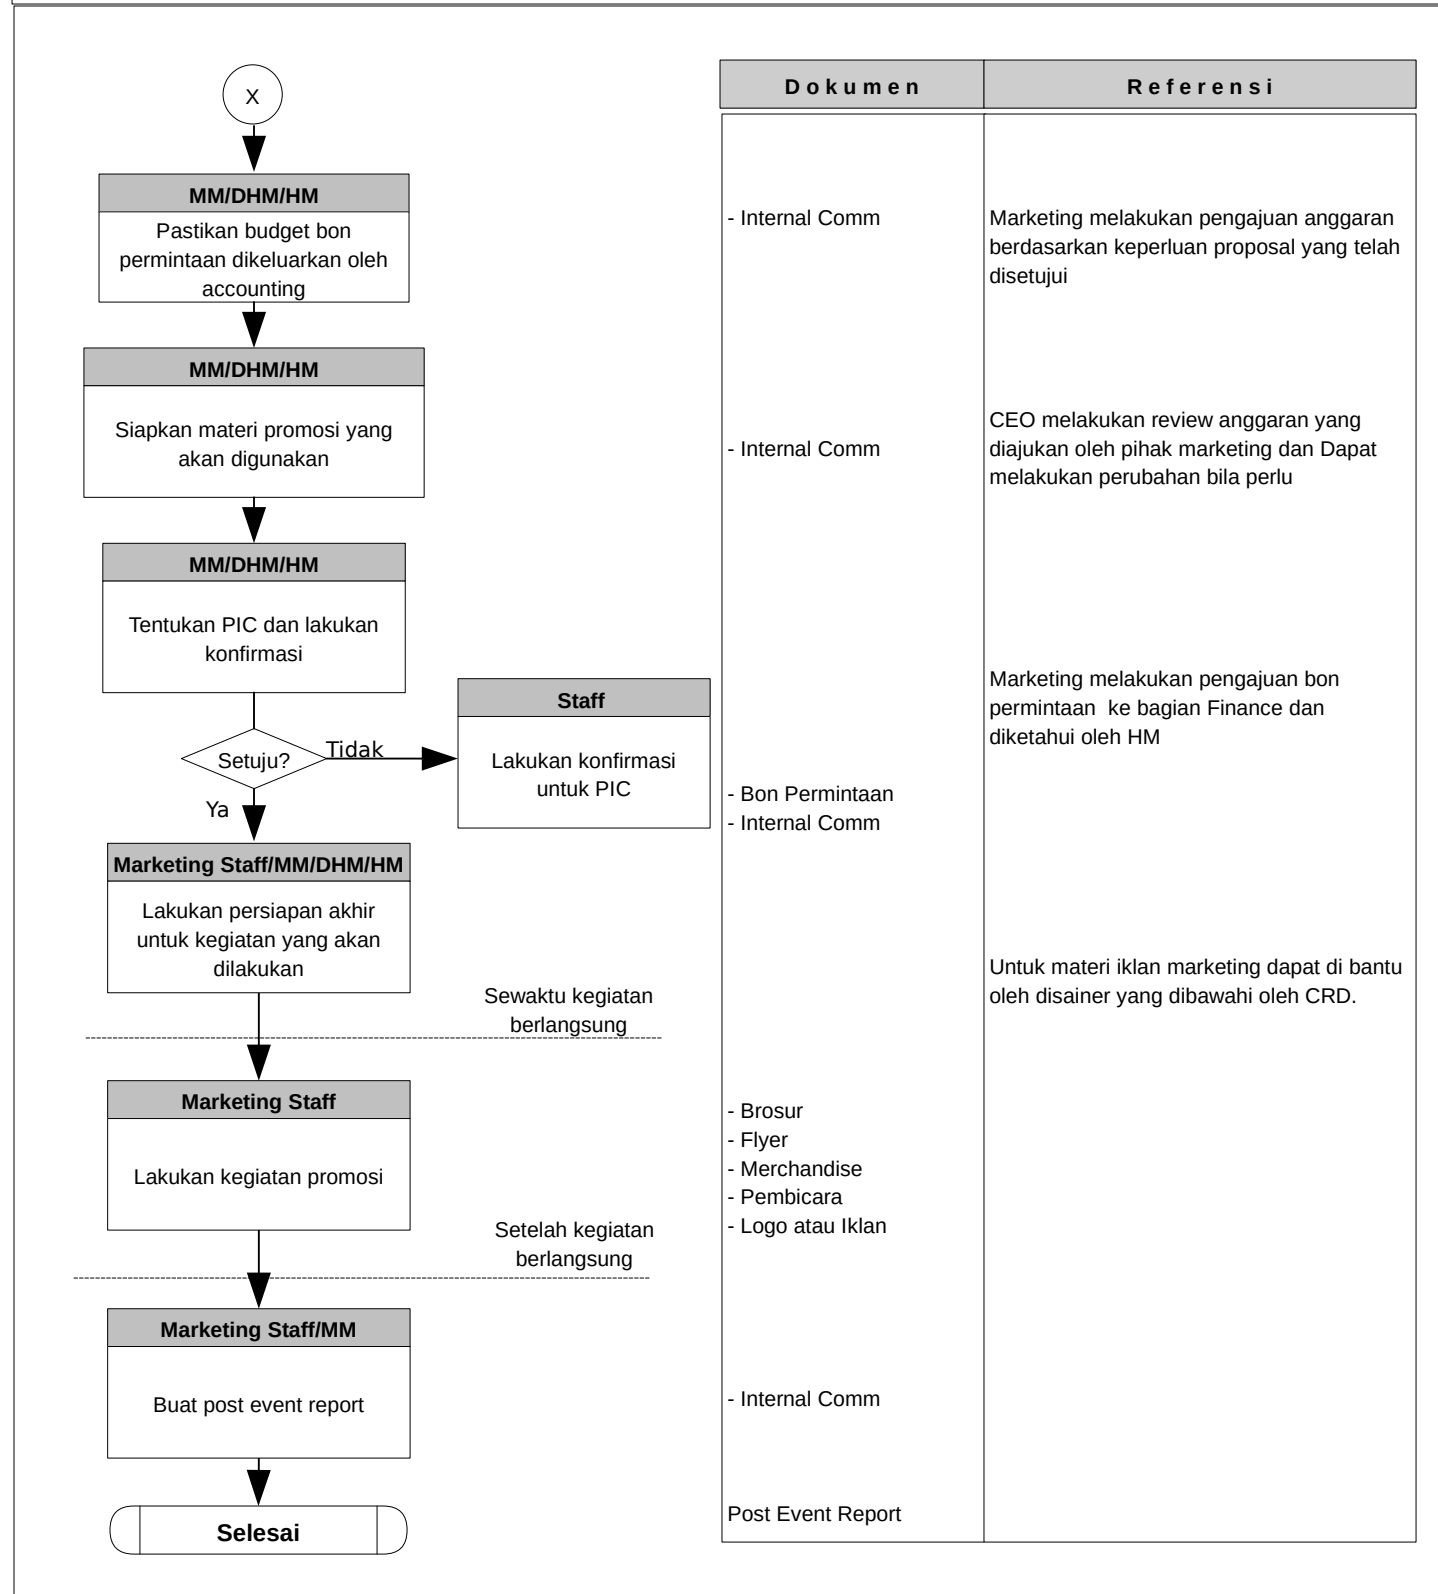 X
MM/DHM/HM
Pastikan budget bon
permintaan dikeluarkan oleh
accounting
MM/DHM/HM
Siapkan materi promosi yang
akan digunakan
MM/DHM/HM
Tentukan PIC dan lakukan
konfirmasi
Setuju?
Tidak
Ya
Staff
Lakukan konfirmasi
untuk PIC
Marketing Staff/MM/DHM/HM
Lakukan persiapan akhir
untuk kegiatan yang akan
dilakukan
Sewaktu kegiatan
berlangsung
Marketing Staff
Lakukan kegiatan promosi
Setelah kegiatan
berlangsung
Marketing Staff/MM
Buat post event report
Selesai
Dokumen
- Internal Comm
- Internal Comm
- Bon Permintaan
- Internal Comm
- Brosur
- Flyer
- Merchandise
- Pembicara
- Logo atau Iklan
- Internal Comm
Post Event Report
Referensi
Marketing melakukan pengajuan anggaran
berdasarkan keperluan proposal yang telah
disetujui
CEO melakukan review anggaran yang
diajukan oleh pihak marketing dan Dapat
melakukan perubahan bila perlu
Marketing melakukan pengajuan bon
permintaan  ke bagian Finance dan
diketahui oleh HM
Untuk materi iklan marketing dapat di bantu
oleh disainer yang dibawahi oleh CRD.